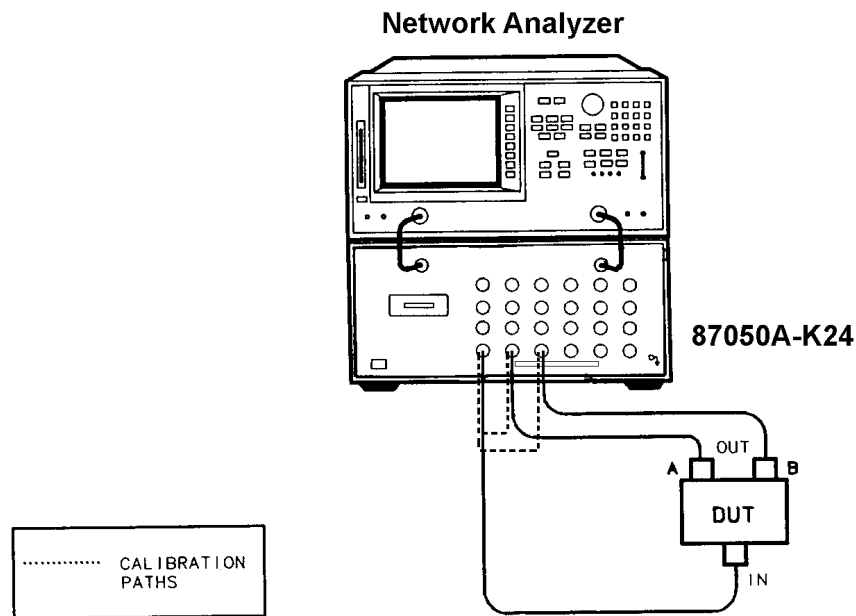 Network Analyzer
87050A-K24
OUT
A
B
DUT
IN
CALIBRATION
PATHS